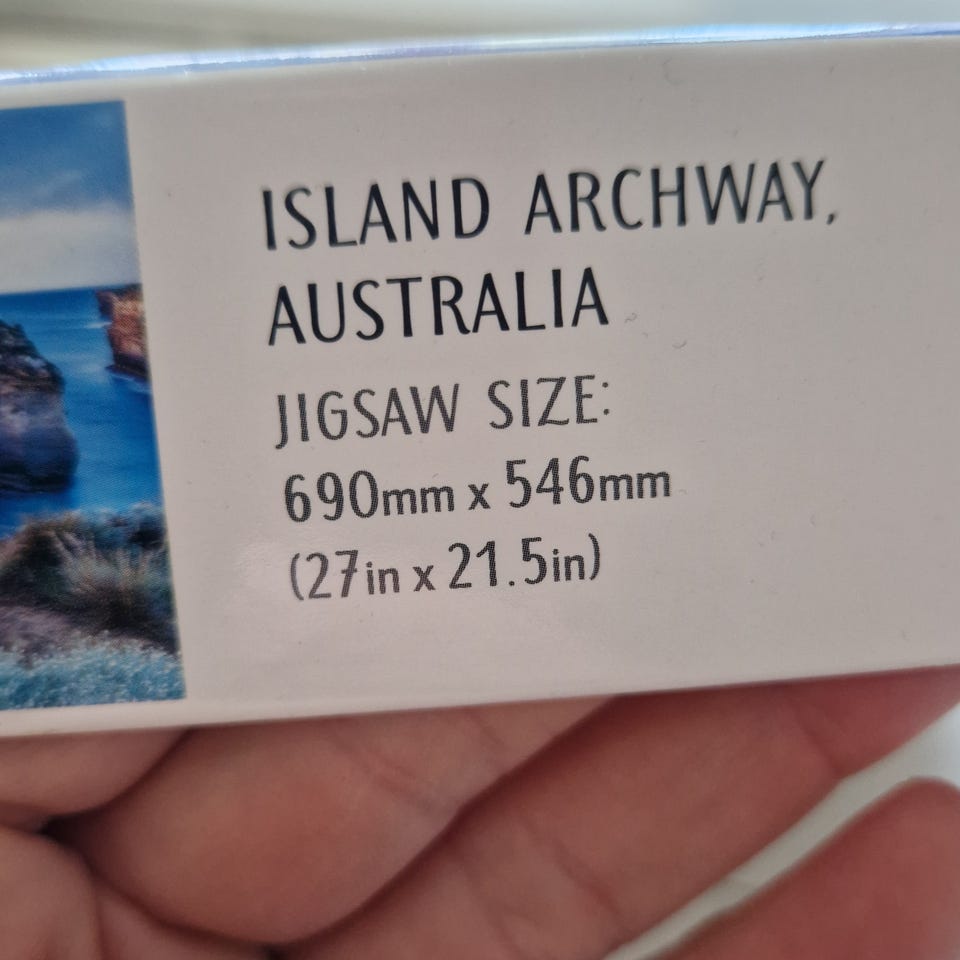 ISLAND ARCHWAY,
AUSTRALIA
JIGSAW SIZE:
690mm x 546mm
(27in x 21.5in)